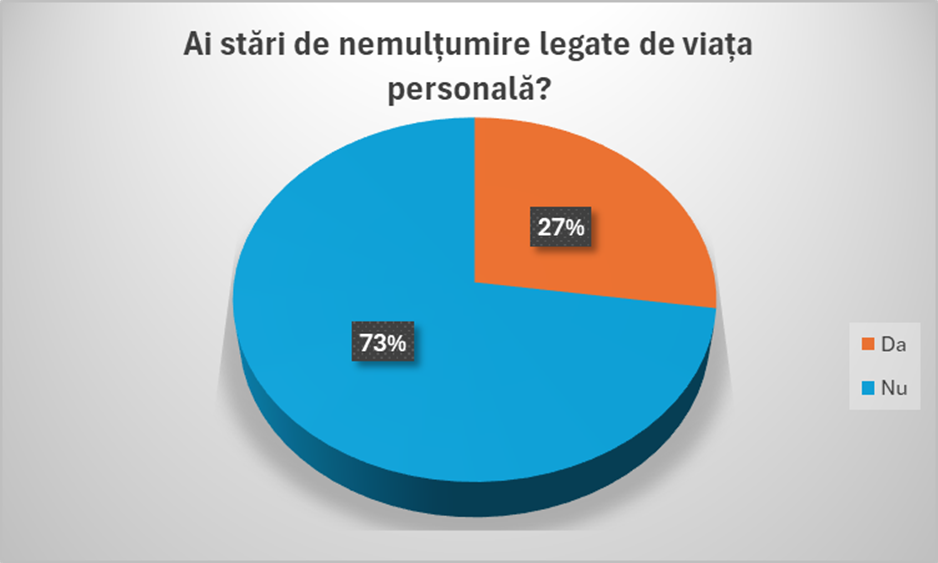 Ai stări de nemulțumire legate de viața
personală?
27%
73%
Da
Nu